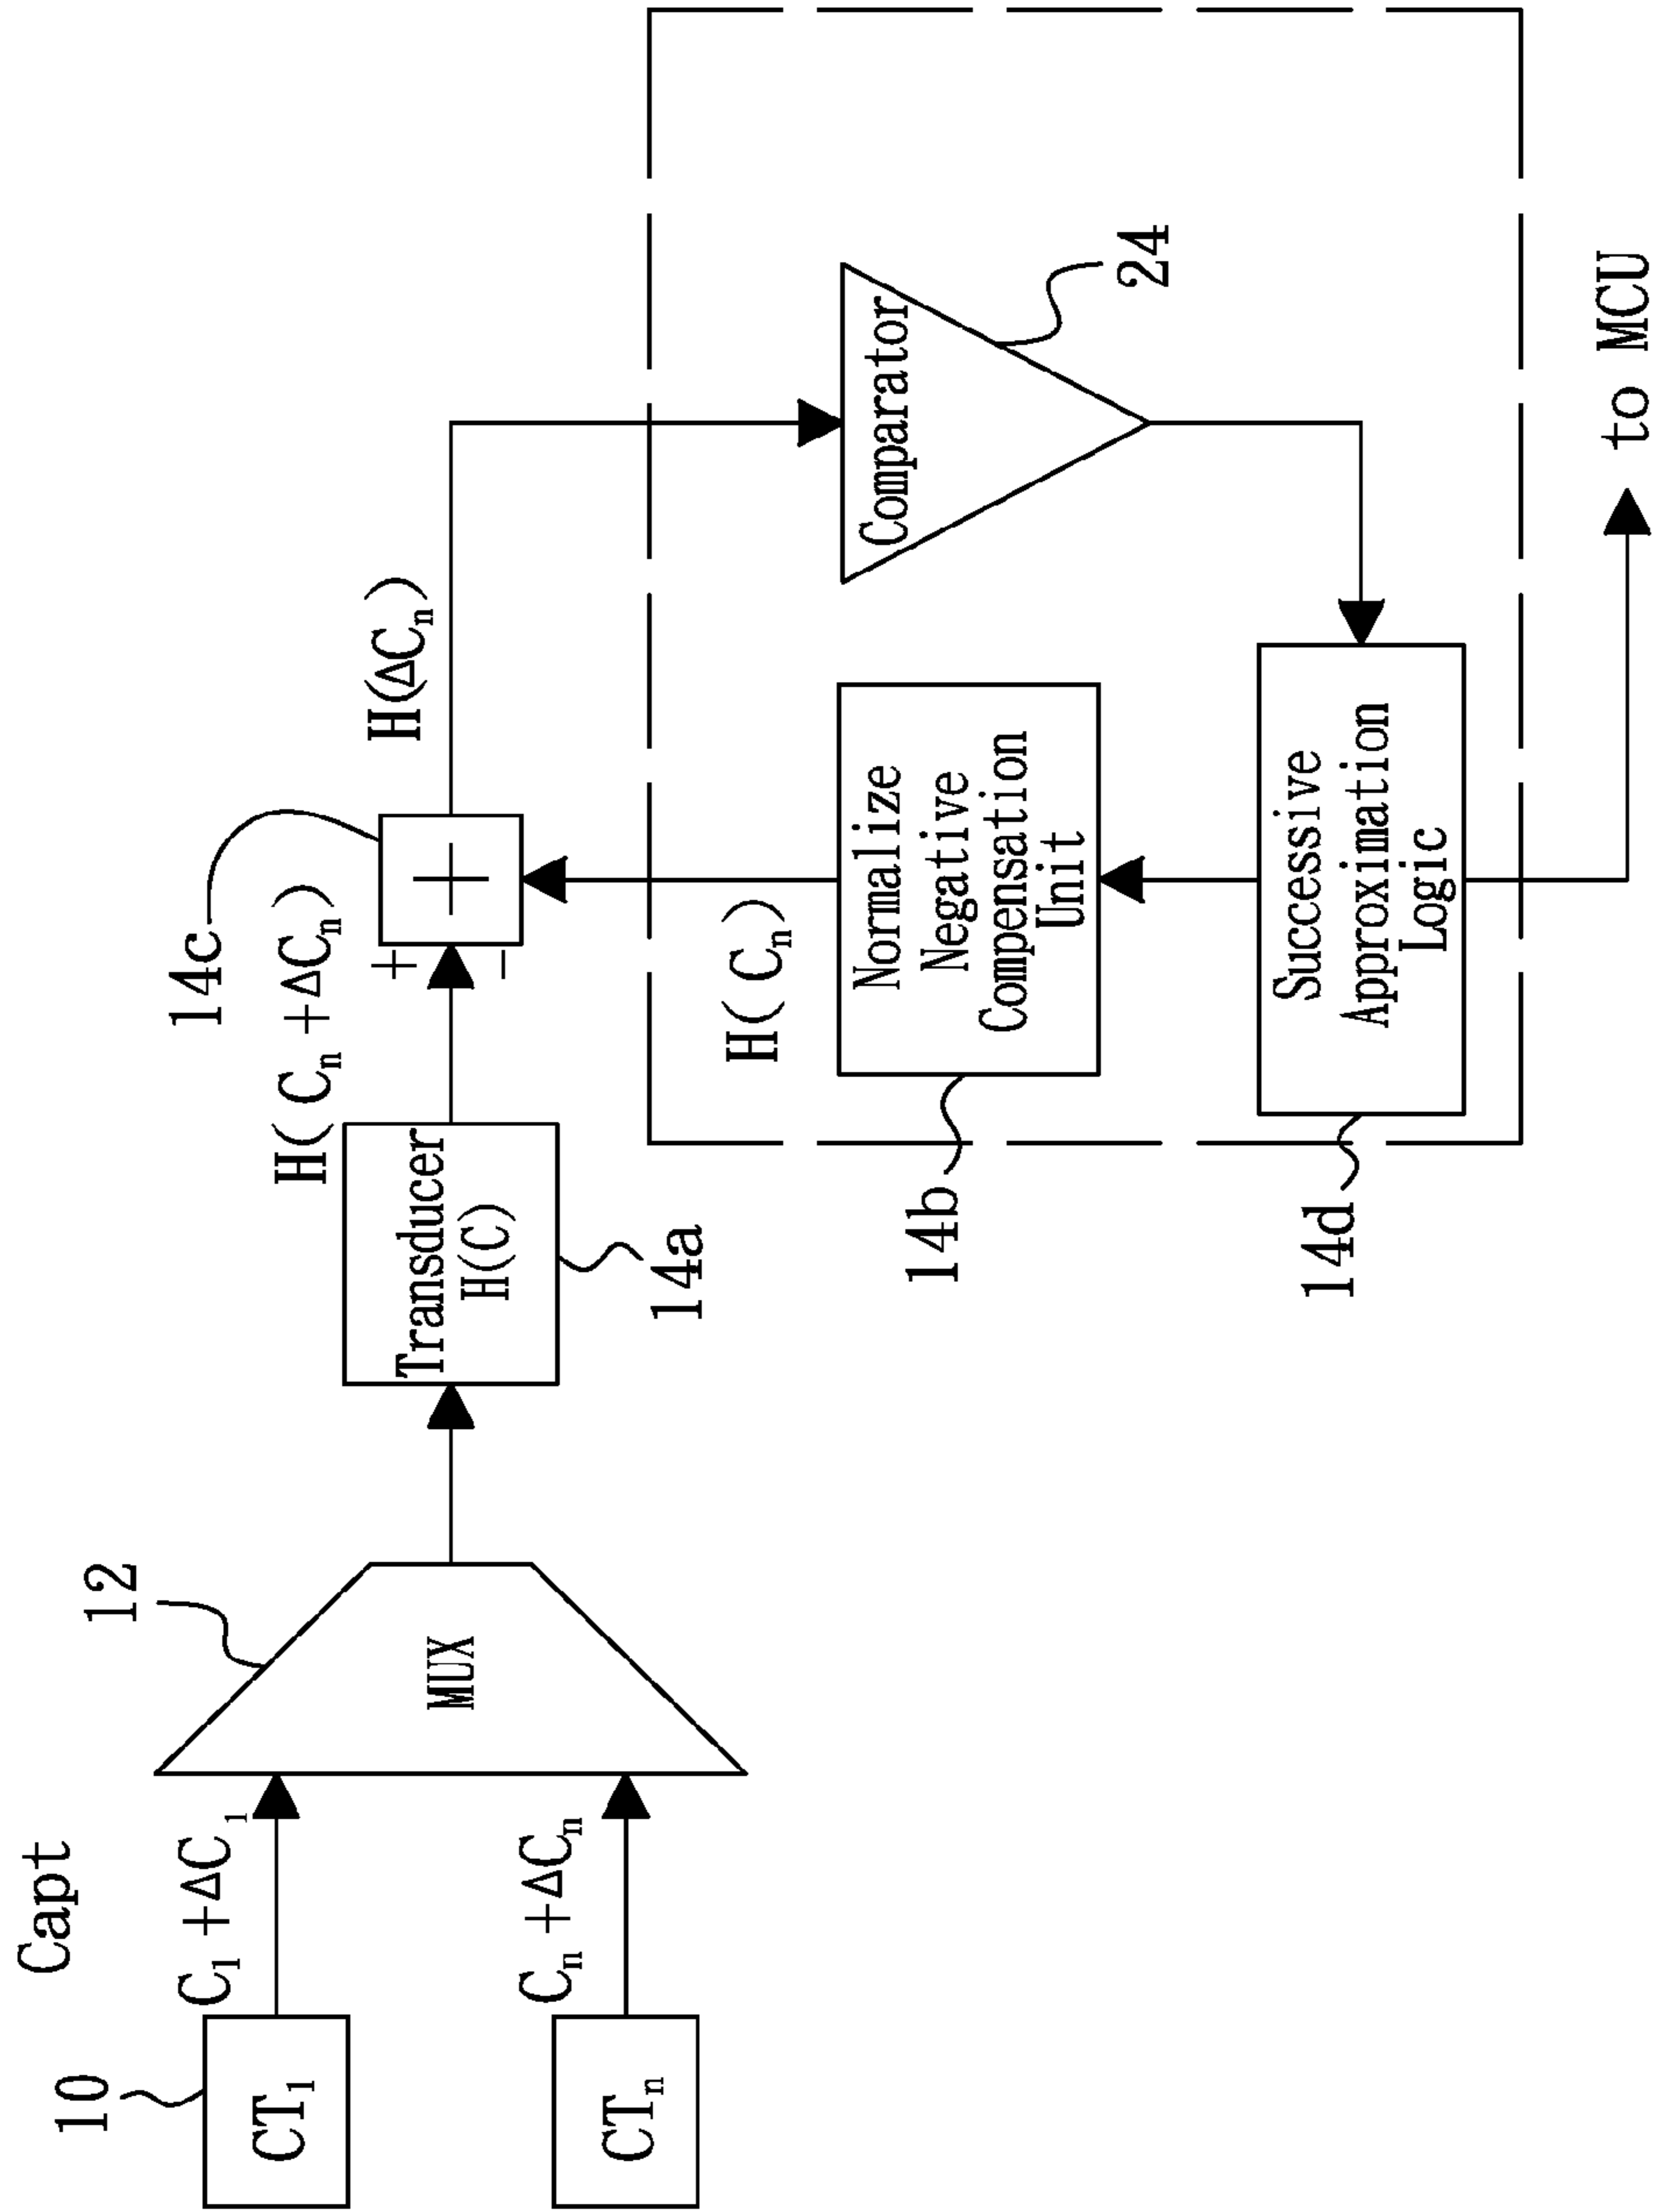 Capt
10
CT1
C1+ΔC1
CTn
Cn+ΔCn
12
MUX
Transducer
H(C)
14a
H(Cn+ΔCn)
14c
+
−
+
H(ΔCn)
H(Cn)
Normalize
Negative
Compensation
Unit
14b
Comparator
24
Successive
Approximation
Logic
14d
to MCU